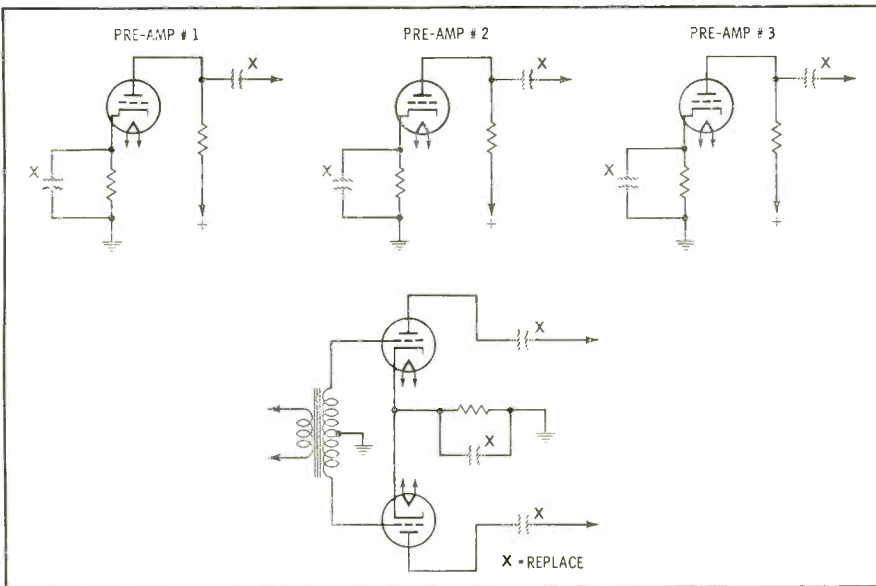 PRE-AMP # 1
PRE-AMP # 2
PRE-AMP # 3
X
X
X
X
X
X
+
+
+
X
X
X
X = REPLACE